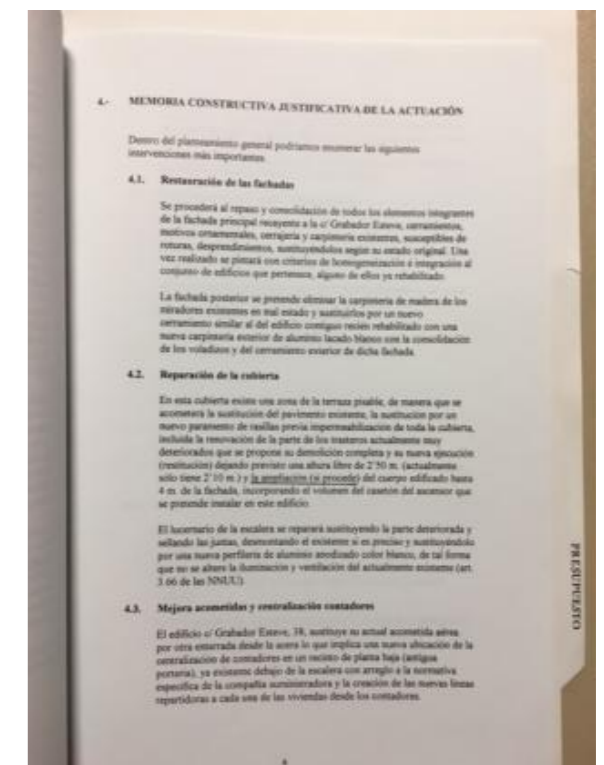 4.- MEMORIA CONSTRUCTIVA JUSTIFICATIVA DE LA ACTUACIÓN
Dentro del planteamiento general podríamos enumerar las siguientes
intervenciones más importantes.
4.1. Restauración de las fachadas
Se procederá al repaso y consolidación de todos los elementos integrantes
de la fachada principal recayente a la c/ Grabador Esteve, cerramientos,
motivos ornamentales, cerrajería y carpintería existentes, susceptibles de
roturas, desprendimientos, sustituyéndolos según su estado original. Una
vez realizado se pintará con criterios de homogeneización e integración al
conjunto de edificios que pertenece, alguno de ellos ya rehabilitado.
La fachada posterior se pretende eliminar la carpintería de madera de los
miradores existentes en mal estado y sustituirlos por un nuevo
cerramiento similar al del edificio contiguo recién rehabilitado con una
nueva carpintería exterior de aluminio lacado blanco con la consolidación
de los voladizos y del cerramiento exterior de dicha fachada.
4.2. Reparación de la cubierta
En esta cubierta existe una zona de la terraza pisable, de manera que se
acometerá la sustitución del pavimento existente, la sustitución por un
nuevo paramento de rasillas previa impermeabilización de toda la cubierta,
incluida la renovación de la parte de los trasteros actualmente muy
deteriorados que se propone su demolición completa y su nueva ejecución
(restitución) dejando previsto una altura libre de 2'50 m. (actualmente
sólo tiene 2'10 m.) y la ampliación (si procede) del cuerpo edificado hasta
4 m. de la fachada, incorporando el volumen del casetón del ascensor que
se pretende instalar en este edificio.
El lucernario de la escalera se reparará sustituyendo la parte deteriorada y
sellando las juntas, desmontando el existente si es preciso y sustituyéndolo
por una nueva perfilería de aluminio anodizado color blanco, de tal forma
que no se altere la iluminación y ventilación del actualmente existente (art.
3.66 de las NNUU).
4.3. Mejora acometidas y centralización contadores
El edificio c/ Grabador Esteve, 38, sustituye su actual acometida aérea
por otra enterrada desde la acera lo que implica una nueva ubicación de la
centralización de contadores en un recinto de planta baja (antigua
portería), ya existente debajo de la escalera con arreglo a la normativa
específica de la compañía suministradora y la creación de las nuevas líneas
repartidoras a cada una de las viviendas desde los contadores.
PRESUPUESTO